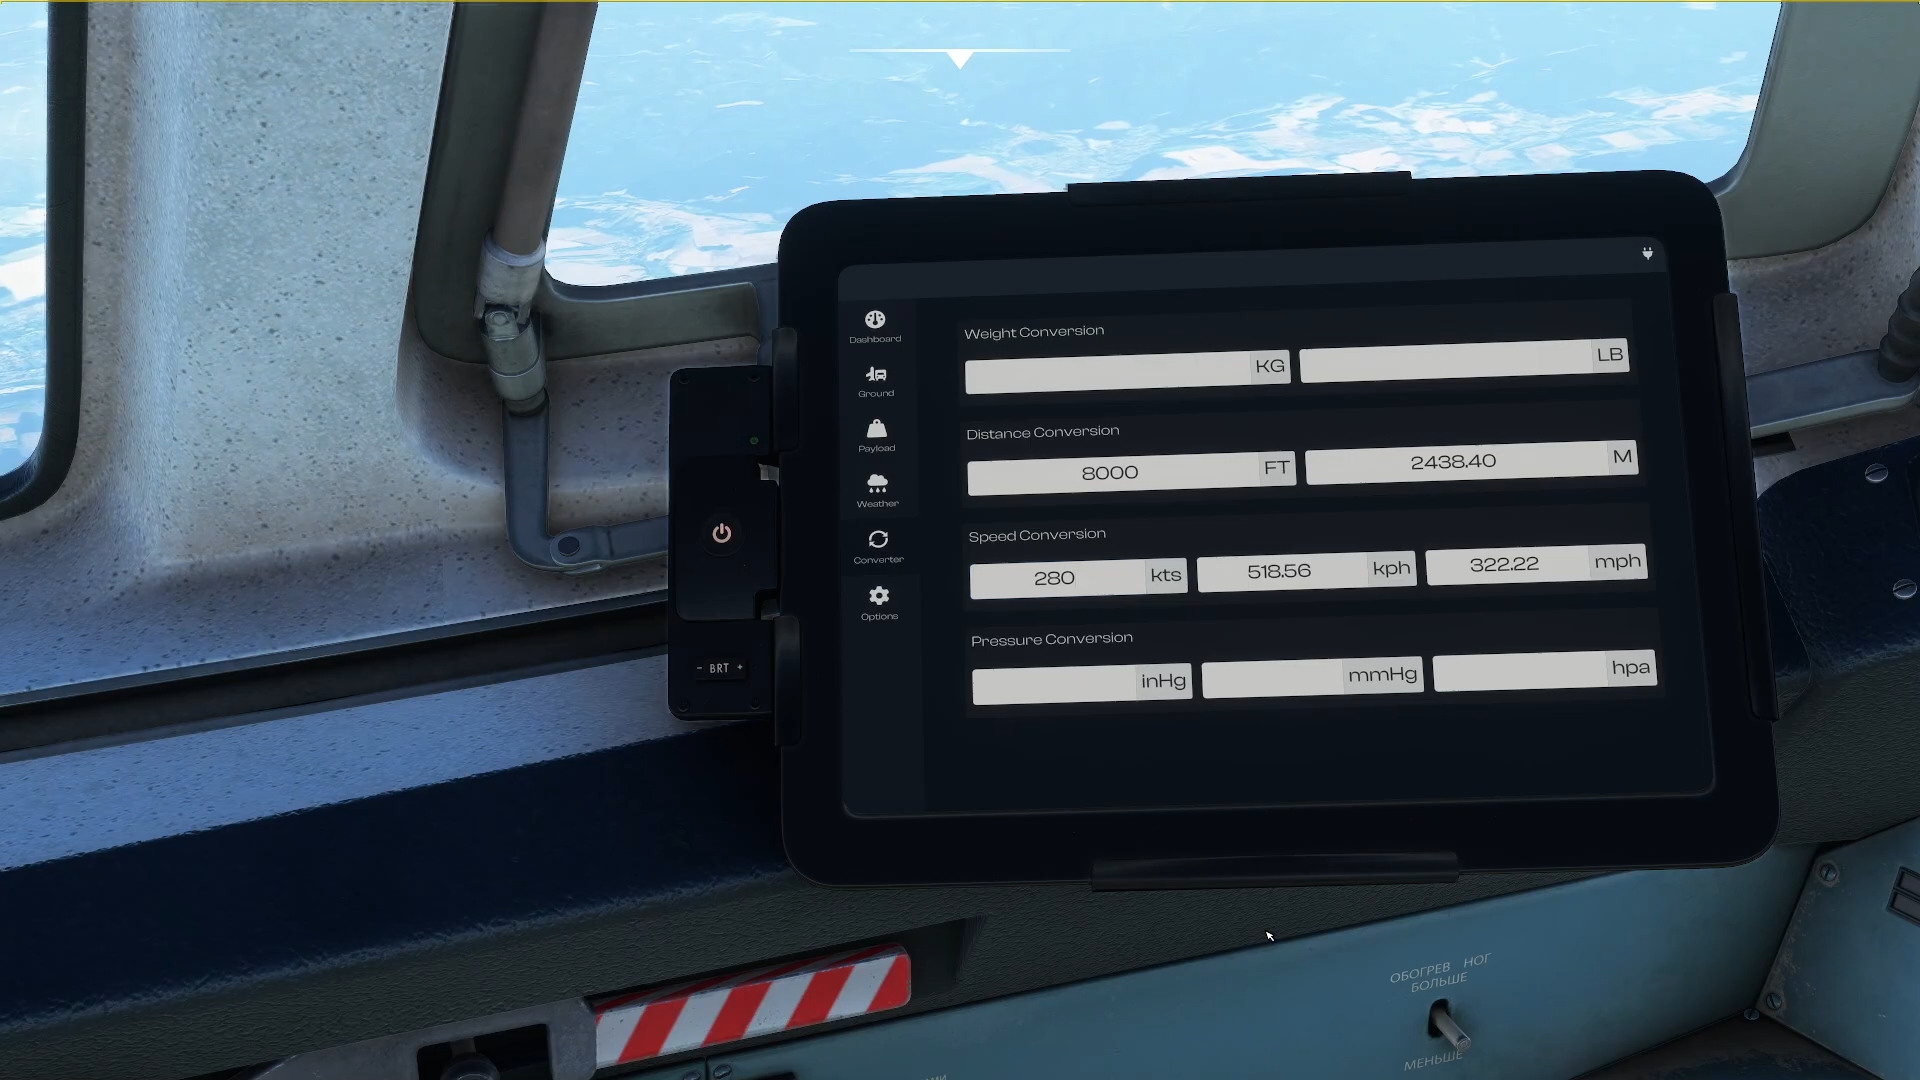 Dashboard
Ground
Payload
Weather
Converter
Options
Weight Conversion
KG LB
Distance Conversion
8000 FT 2438.40 M
Speed Conversion
280 kts 518.56 kph 322.22 mph
Pressure Conversion
inHg mmHg hpa
- BRT +
ОБОГРЕВ НОГ
БОЛЬШЕ
МЕНЬШЕ